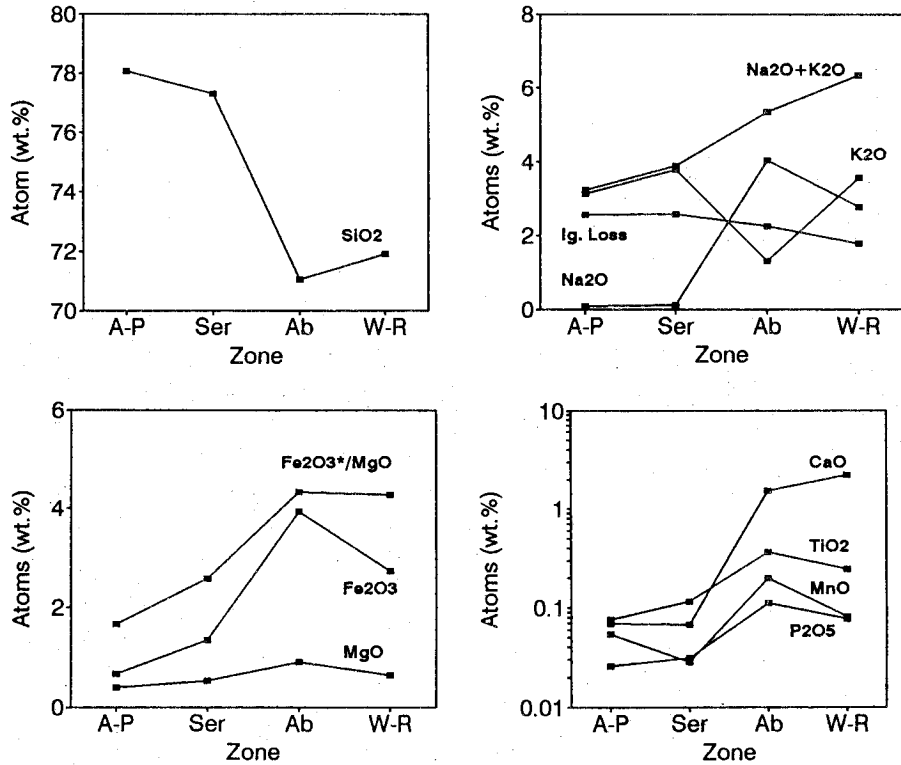 80
78
76
74
72
70
Atom (wt.%)
SiO2
A-P Ser Ab W-R
Zone
8
6
4
2
0
Atoms (wt.%)
Na2O+K2O
K2O
Ig. Loss
Na2O
A-P Ser Ab W-R
Zone
6
4
2
0
Atoms (wt.%)
Fe2O3*/MgO
Fe2O3
MgO
A-P Ser Ab W-R
Zone
10
1
0.1
0.01
Atoms (wt.%)
CaO
TiO2
MnO
P2O5
A-P Ser Ab W-R
Zone